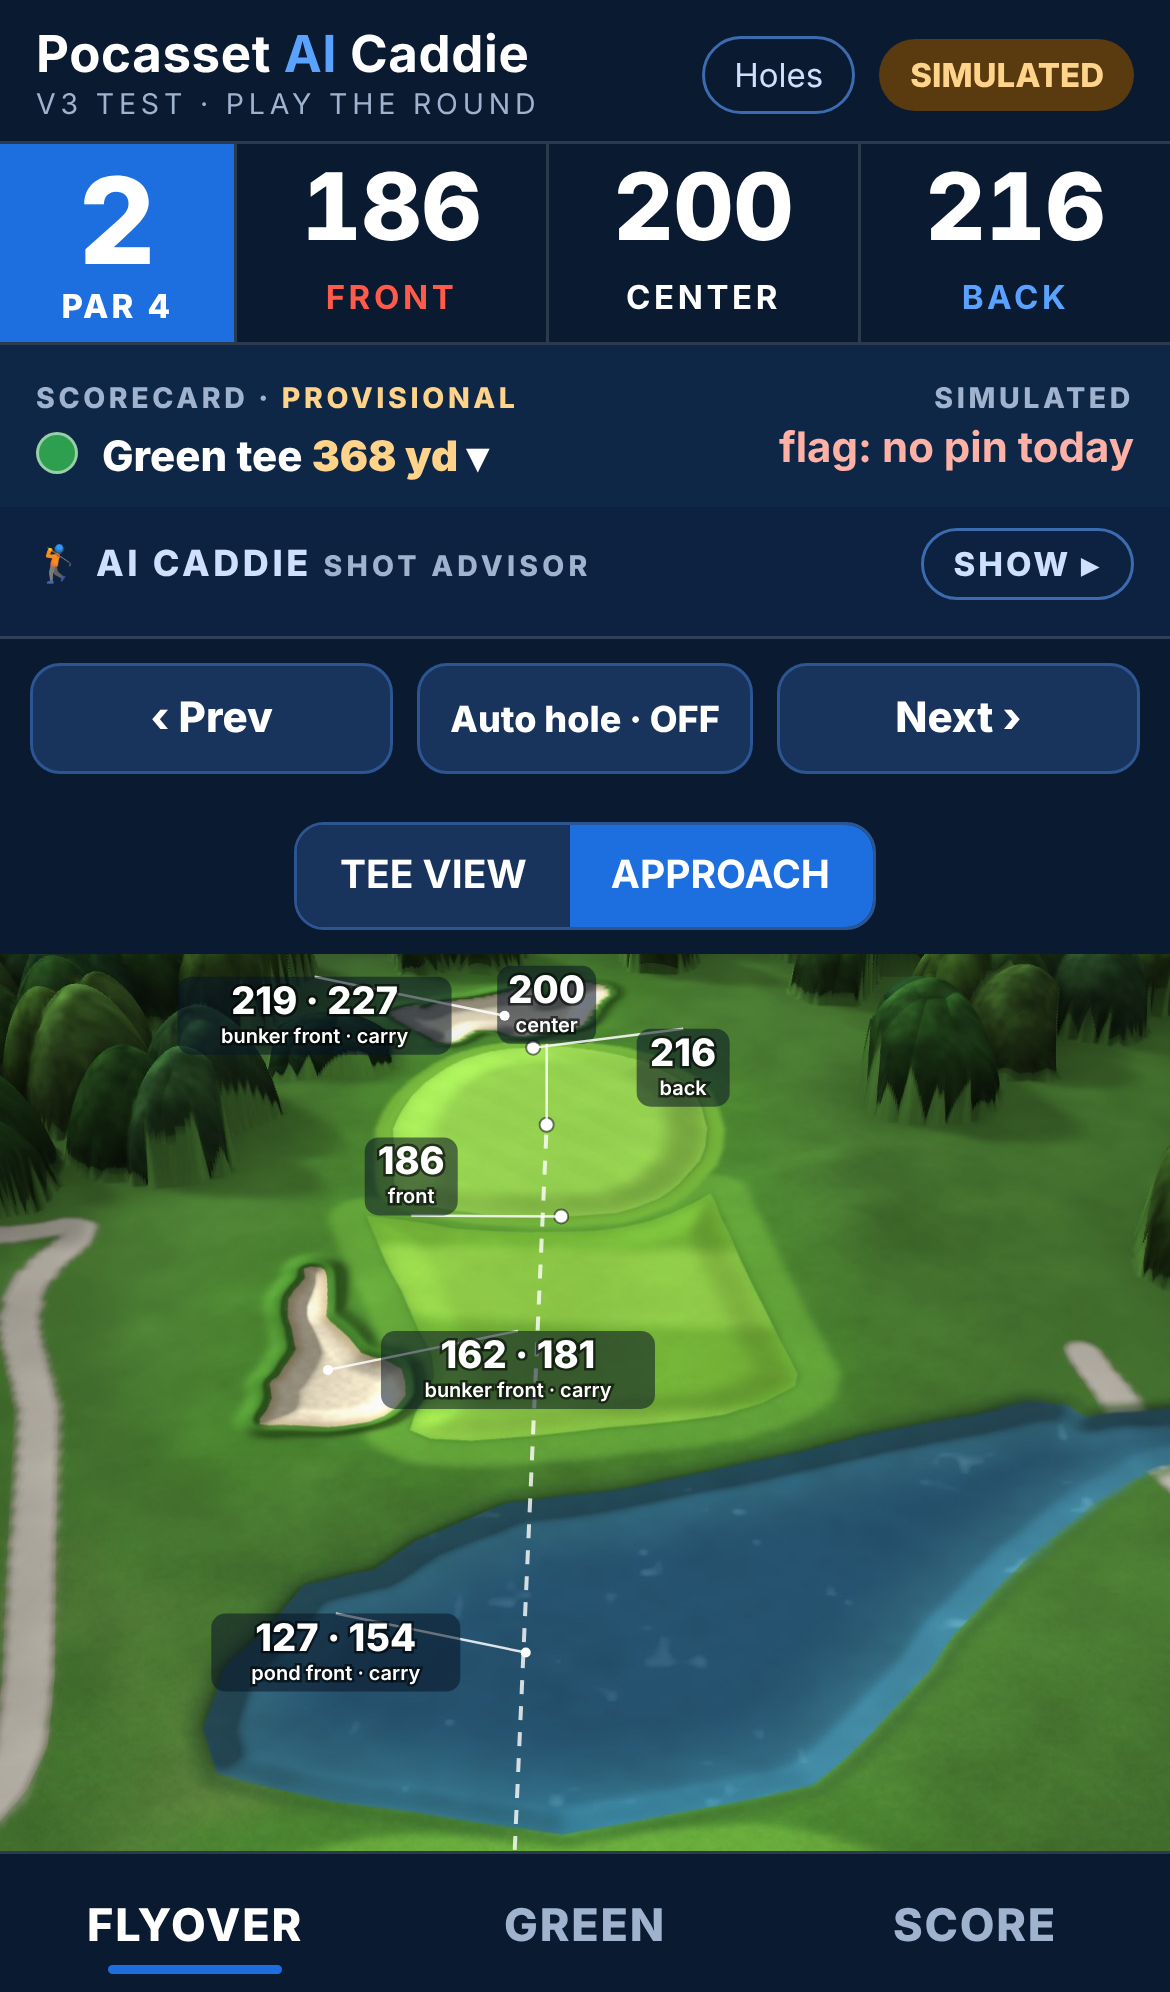 Pocasset AI Caddie
V3 TEST · PLAY THE ROUND
Holes
SIMULATED
2
PAR 4
186
FRONT
200
CENTER
216
BACK
SCORECARD · PROVISIONAL
Green tee 368 yd ▾
SIMULATED
flag: no pin today
AI CADDIE SHOT ADVISOR
SHOW ▸
‹ Prev
Auto hole · OFF
Next ›
TEE VIEW
APPROACH
219 · 227
bunker front · carry
200
center
216
back
186
front
162 · 181
bunker front · carry
127 · 154
pond front · carry
FLYOVER
GREEN
SCORE